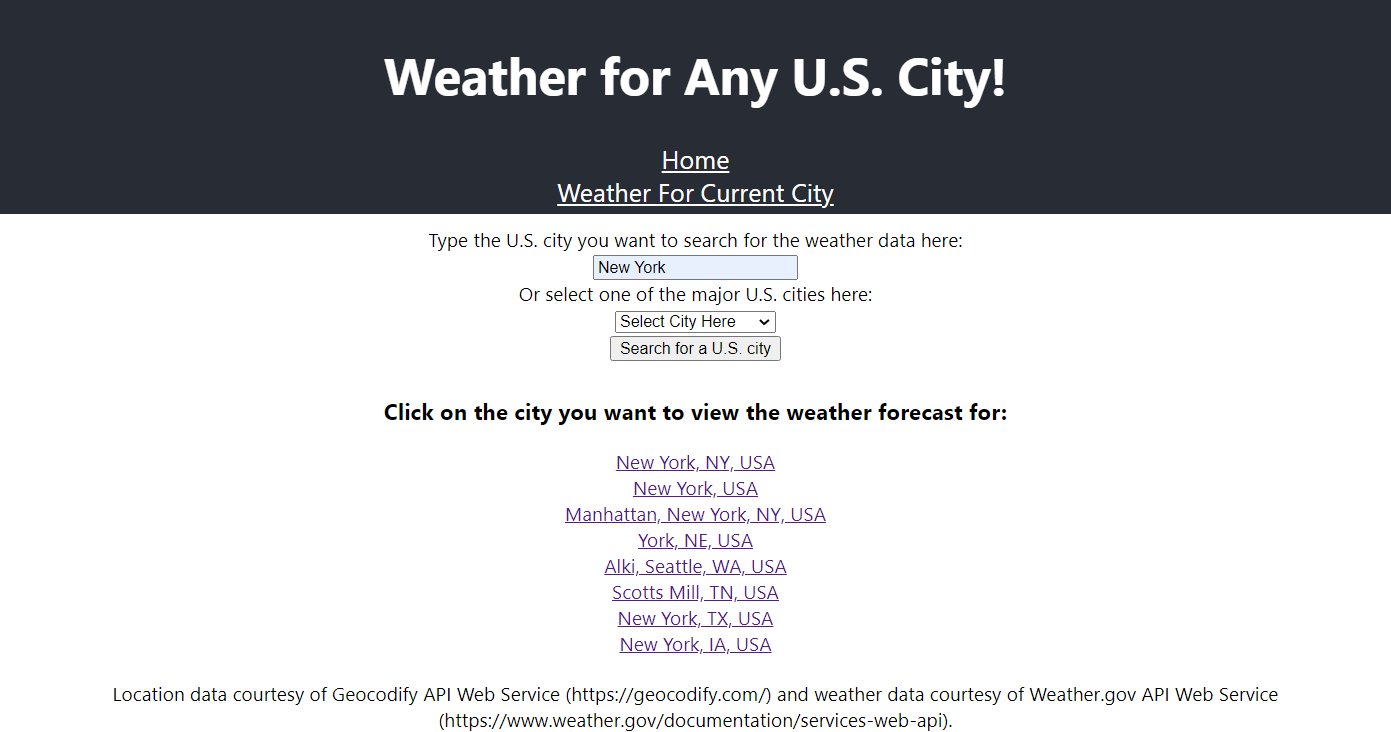 Weather for Any U.S. City!
Home
Weather For Current City
Type the U.S. city you want to search for the weather data here:
New York
Or select one of the major U.S. cities here:
Select City Here
Search for a U.S. city
Click on the city you want to view the weather forecast for:
New York, NY, USA
New York, USA
Manhattan, New York, NY, USA
York, NE, USA
Alki, Seattle, WA, USA
Scotts Mill, TN, USA
New York, TX, USA
New York, IA, USA
Location data courtesy of Geocodify API Web Service (https://geocodify.com/) and weather data courtesy of Weather.gov API Web Service
(https://www.weather.gov/documentation/services-web-api).